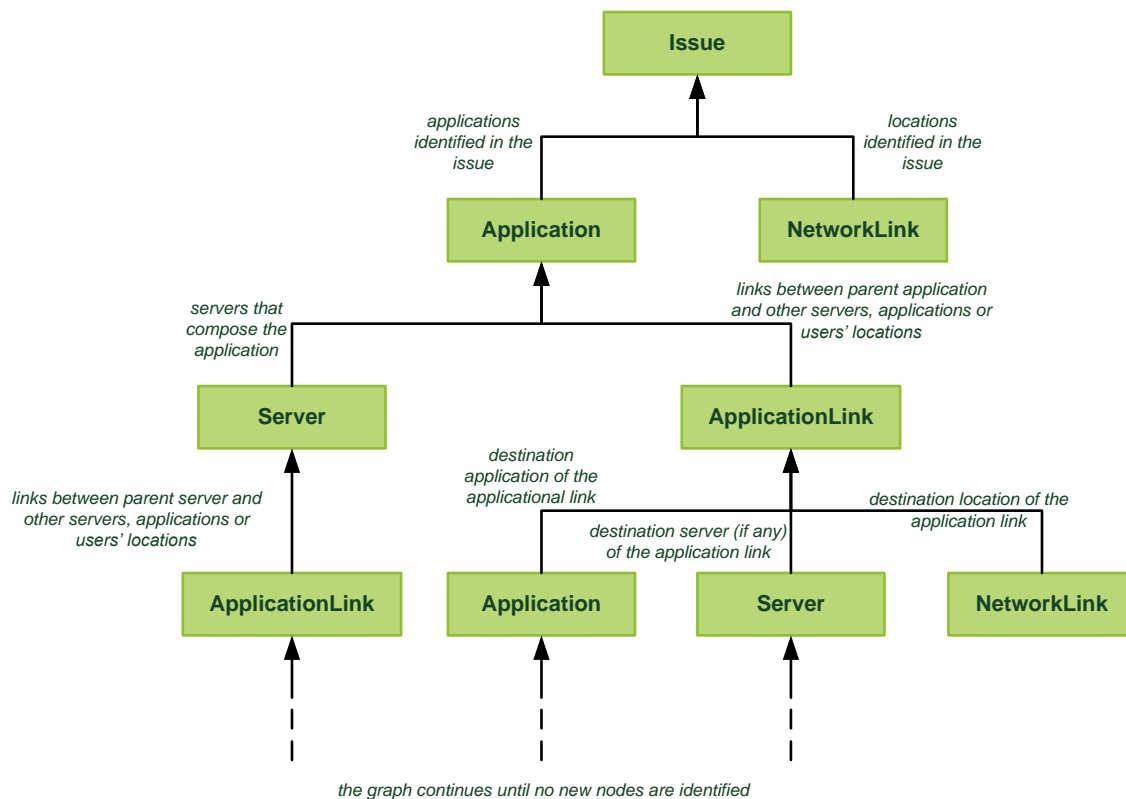 Issue
applications
identified in the
issue
locations
identified in the
issue
Application
NetworkLink
servers that
compose the
application
links between parent application
and other servers, applications or
users’ locations
Server
ApplicationLink
destination
application of the
applicational link
links between parent server and
other servers, applications or
users’ locations
destination server (if any)
of the application link
destination location of the
application link
ApplicationLink
Application
Server
NetworkLink
the graph continues until no new nodes are identified